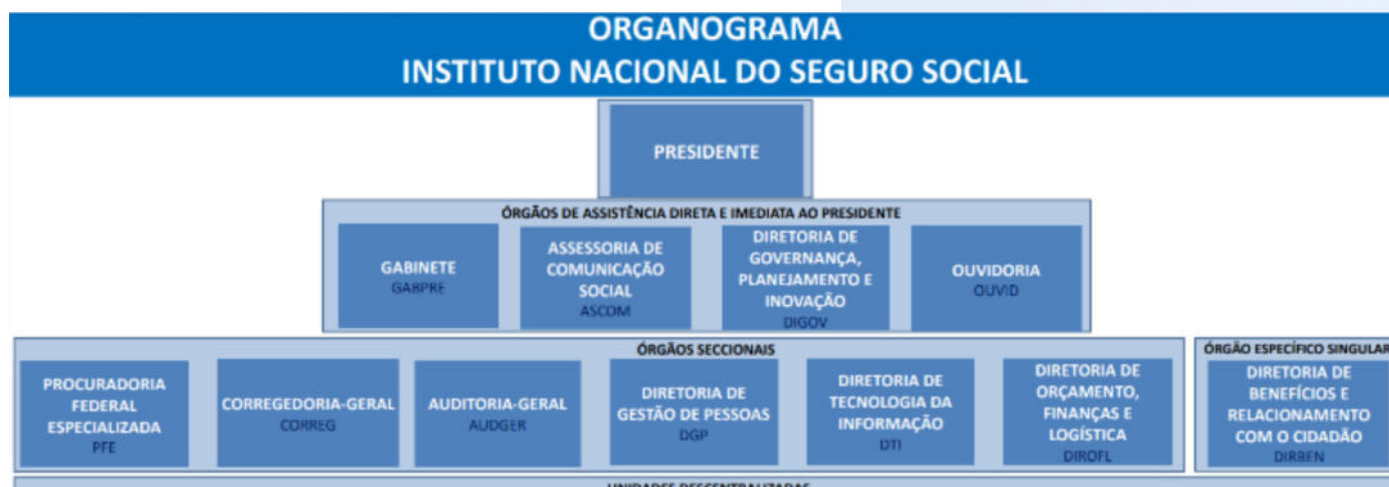 ORGANOGRAMA
INSTITUTO NACIONAL DO SEGURO SOCIAL
PRESIDENTE
ÓRGÃOS DE ASSISTÊNCIA DIRETA E IMEDIATA AO PRESIDENTE
GABINETE
GABPRE
ASSESSORIA DE
COMUNICAÇÃO
SOCIAL
ASCOM
DIRETORIA DE
GOVERNANÇA,
PLANEJAMENTO E
INOVAÇÃO
DIGOV
OUVIDORIA
OUVID
ÓRGÃOS SECCIONAIS
PROCURADORIA
FEDERAL
ESPECIALIZADA
PFE
CORREGEDORIA-GERAL
CORREG
AUDITORIA-GERAL
AUDGER
DIRETORIA DE
GESTÃO DE PESSOAS
DGP
DIRETORIA DE
TECNOLOGIA DA
INFORMAÇÃO
DTI
DIRETORIA DE
ORÇAMENTO,
FINANÇAS E
LOGÍSTICA
DIROFL
ÓRGÃO ESPECÍFICO SINGULAR
DIRETORIA DE
BENEFÍCIOS E
RELACIONAMENTO
COM O CIDADÃO
DIRBEN
UNIDADES DESCENTRALIZADAS